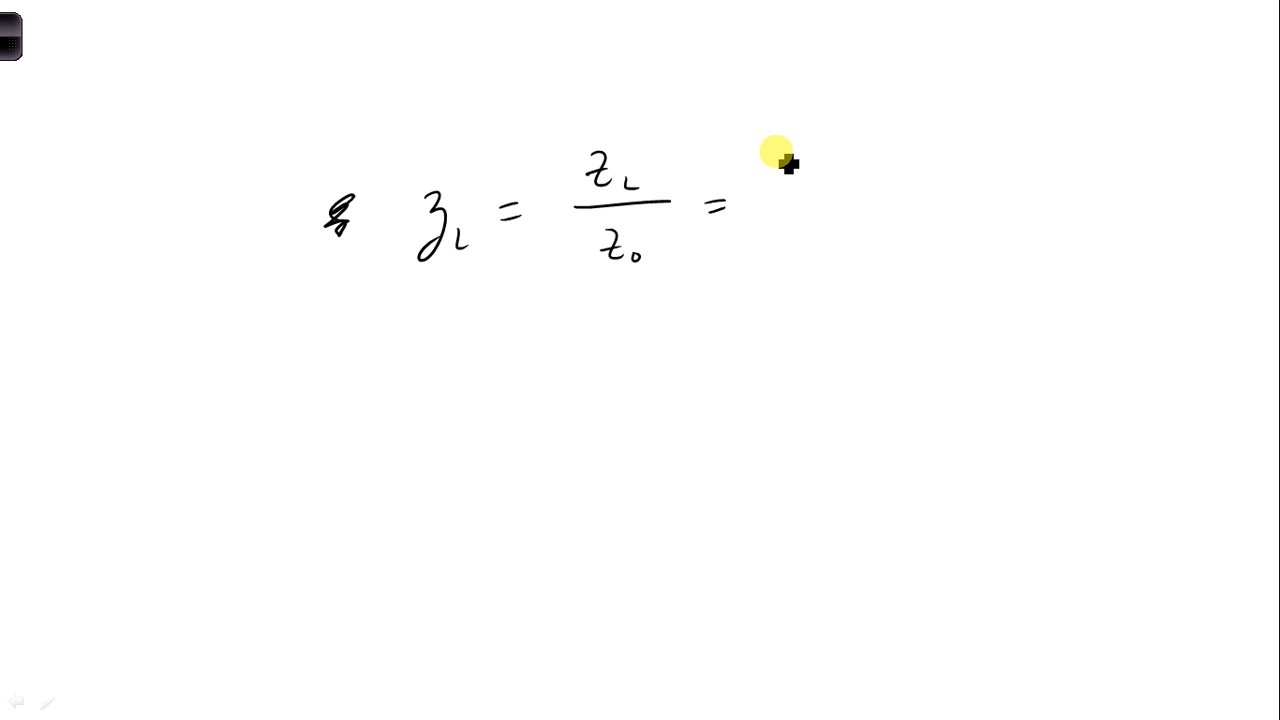 z_L = Z_L / Z_0 =